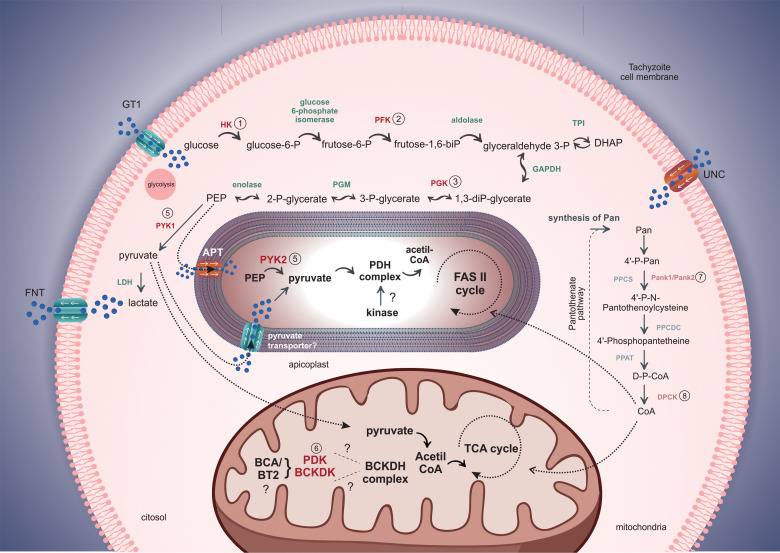 Tachyzoite
cell membrane
GT1
glucose
HK 1
glucose-6-P
glucose
6-phosphate
isomerase
frutose-6-P
PFK 2
frutose-1,6-biP
aldolase
glyceraldehyde 3-P
TPI
DHAP
GAPDH
UNC
glycolysis
PEP
enolase
2-P-glycerate
PGM
3-P-glycerate
PGK 3
1,3-diP-glycerate
5
PYK1
pyruvate
LDH
lactate
FNT
APT
PYK2 5
PEP
pyruvate
PDH
complex
acetil-
CoA
FAS II
cycle
?
kinase
pyruvate
transporter?
apicoplast
synthesis of Pan
Pantothenate
pathway
Pan
4'-P-Pan
PPCS
Pank1/Pank2 7
4'-P-N-
Pantothenoylcysteine
PPCDC
4'-Phosphopantetheine
PPAT
D-P-CoA
DPCK 8
CoA
pyruvate
Acetil
CoA
TCA cycle
6
BCA/
BT2
?
PDK
BCKDK
?
?
BCKDH
complex
citosol
mitochondria